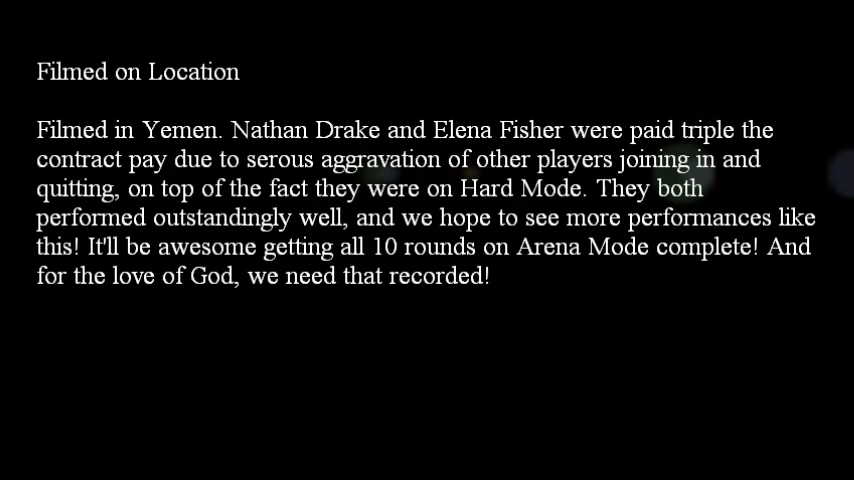 Filmed on Location
Filmed in Yemen. Nathan Drake and Elena Fisher were paid triple the
contract pay due to serous aggravation of other players joining in and
quitting, on top of the fact they were on Hard Mode. They both
performed outstandingly well, and we hope to see more performances like
this! It'll be awesome getting all 10 rounds on Arena Mode complete! And
for the love of God, we need that recorded!